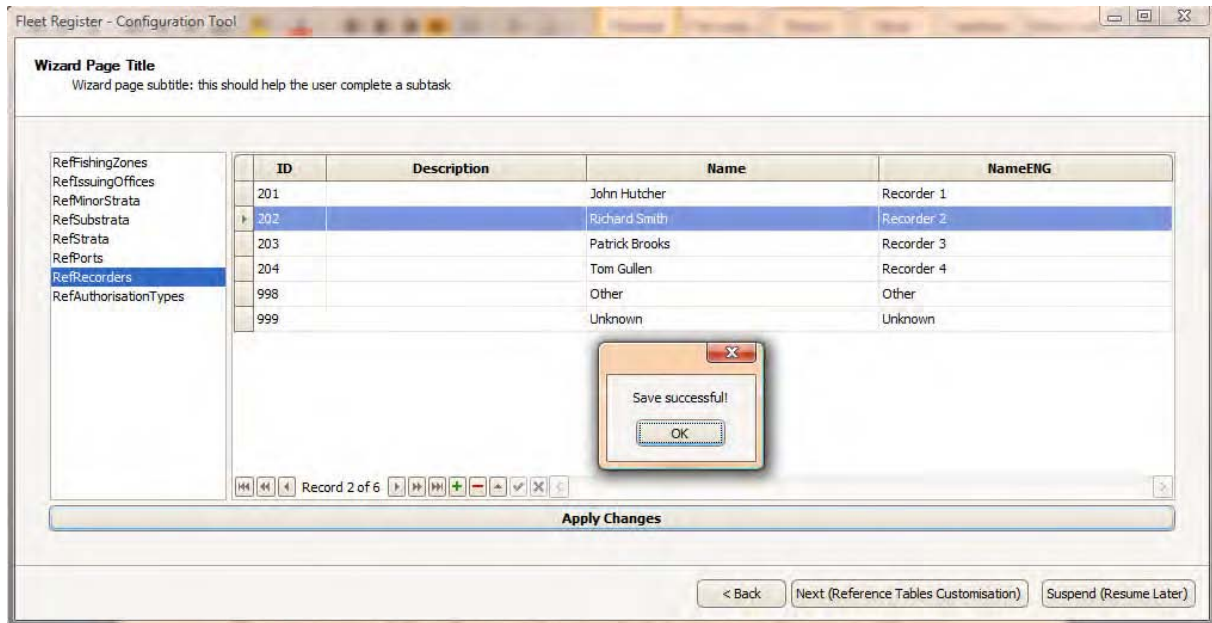 Fleet Register - Configuration Tool
Wizard Page Title
Wizard page subtitle: this should help the user complete a subtask
RefFishingZones
RefIssuingOffices
RefMinorStrata
RefSubstrata
RefStrata
RefPorts
RefRecorders
RefAuthorisationTypes
ID Description Name NameENG
201 John Hutcher Recorder 1
202 Richard Smith Recorder 2
203 Patrick Brooks Recorder 3
204 Tom Gullen Recorder 4
998 Other Other
999 Unknown Unknown
Save successful!
OK
Record 2 of 6
Apply Changes
< Back Next (Reference Tables Customisation) Suspend (Resume Later)